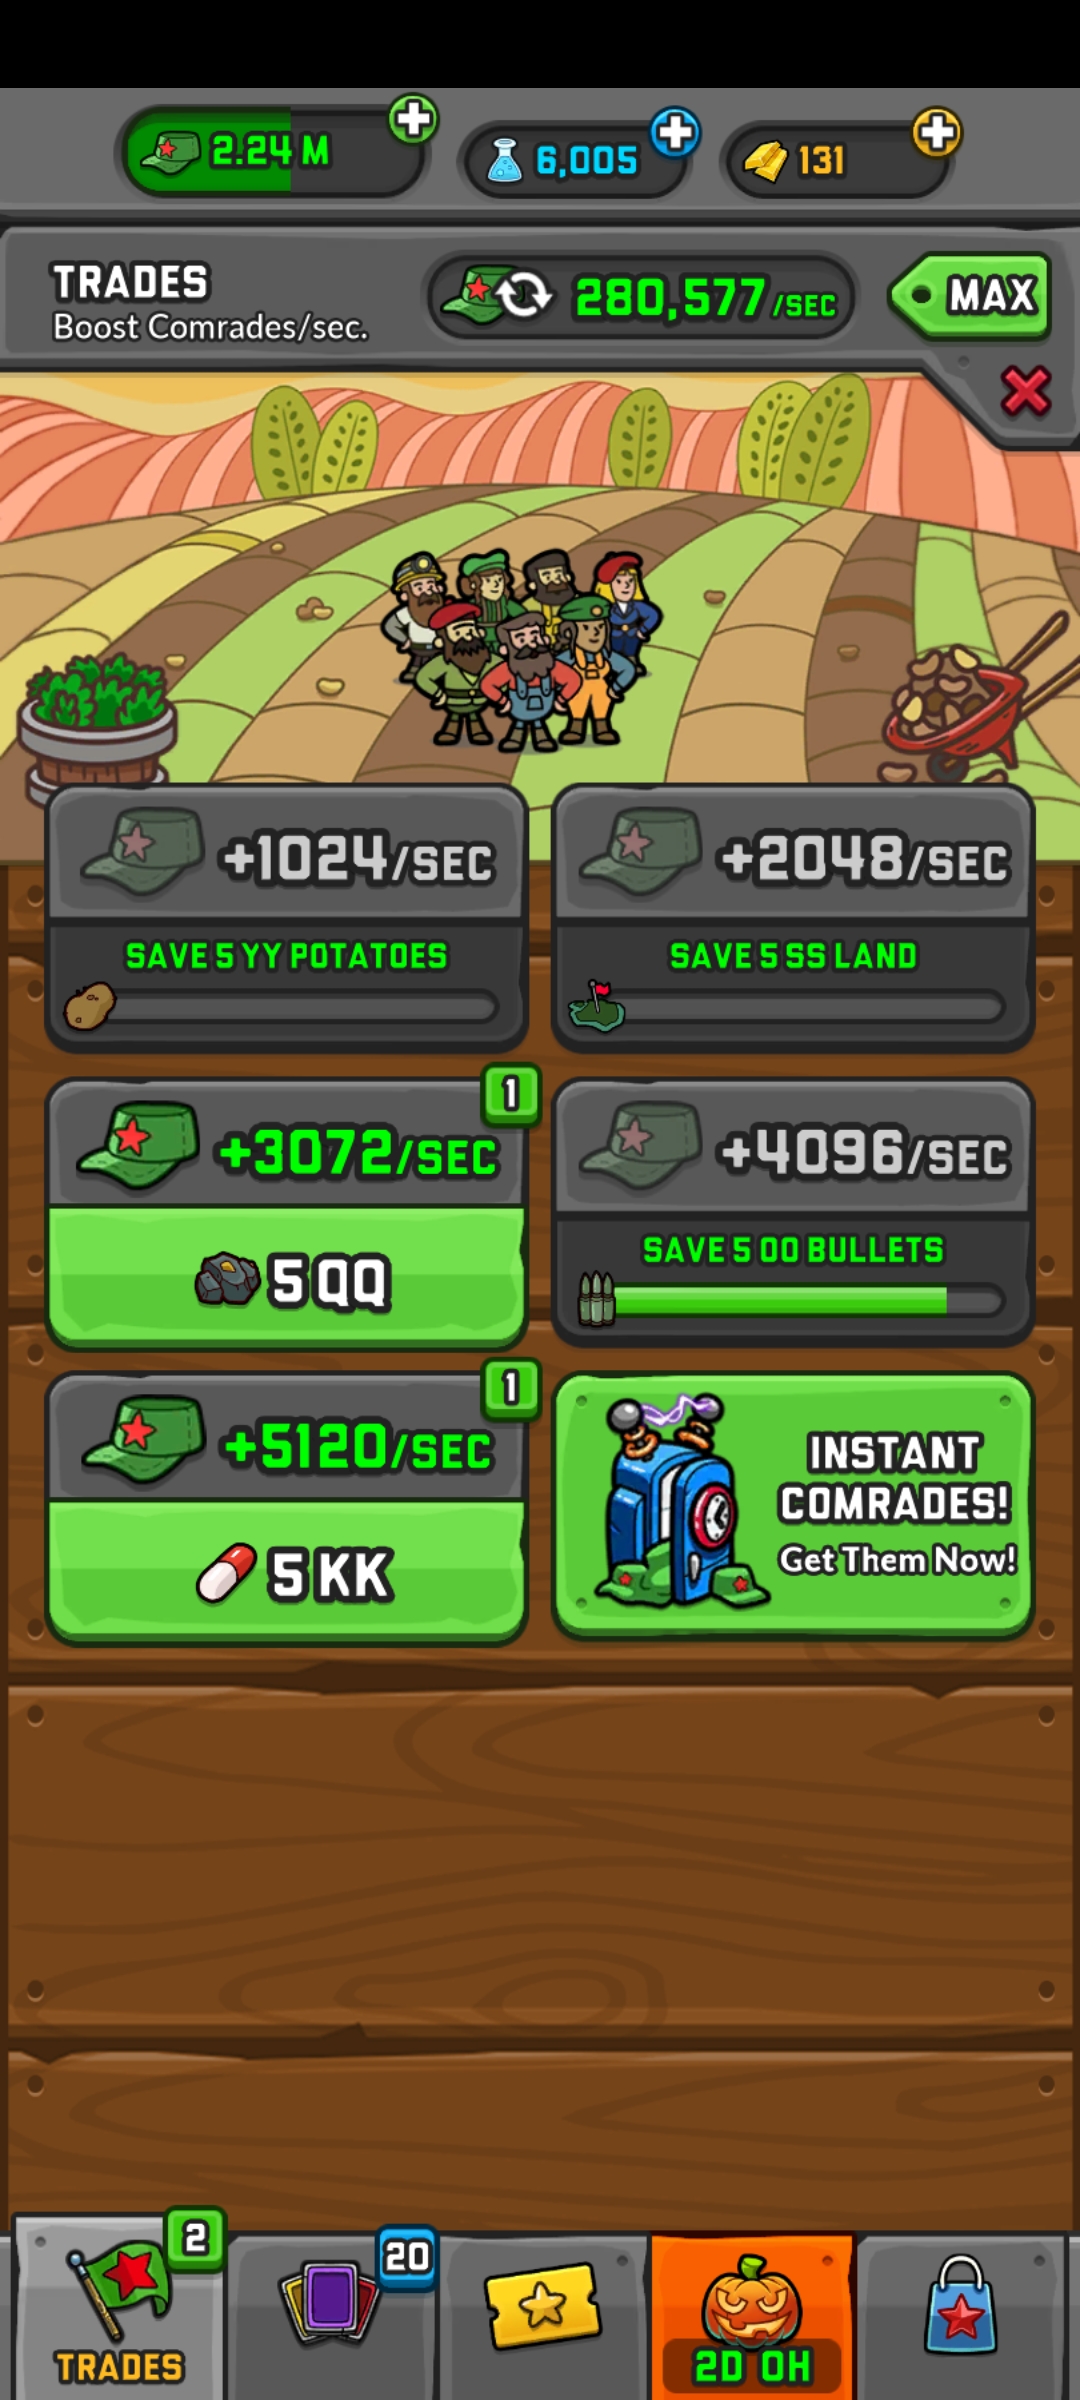 2.24 M
6,005
131
TRADES
Boost Comrades/sec.
280,577/SEC
MAX
+1024/SEC
+2048/SEC
SAVE 5 YY POTATOES
SAVE 5 SS LAND
1
+3072/SEC
+4096/SEC
5 QQ
SAVE 5 OO BULLETS
1
+5120/SEC
INSTANT
COMRADES!
Get Them Now!
5 KK
2
20
TRADES
2D 0H